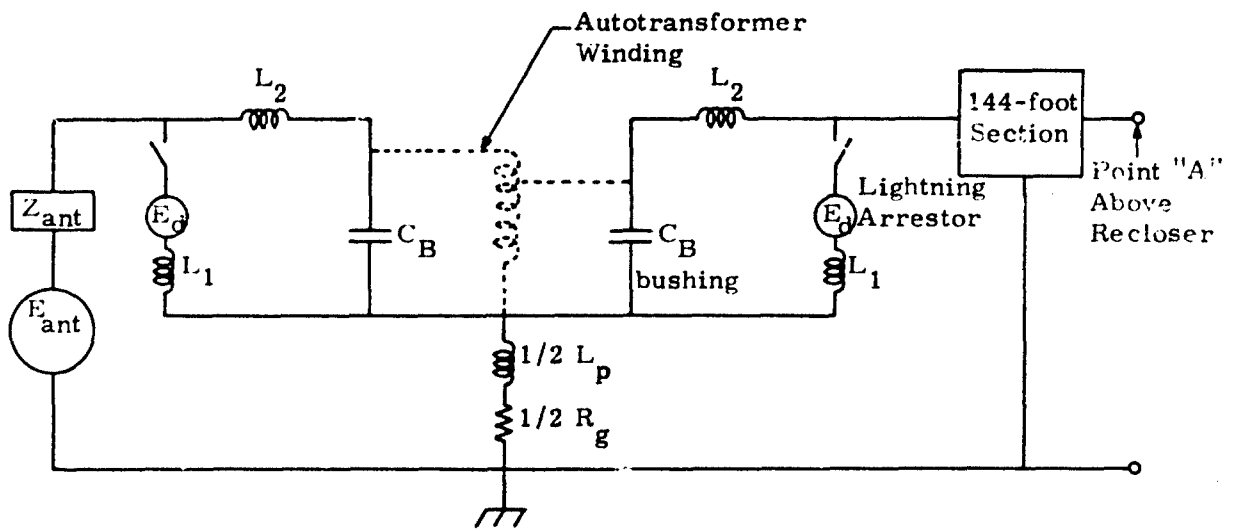 Autotransformer
Winding
L2
L2
144-foot
Section
Zant
Ed
L1
CB
CB
bushing
Ed
Lightning
Arrestor
L1
Point "A"
Above
Recloser
Eant
1/2 Lp
1/2 Rg